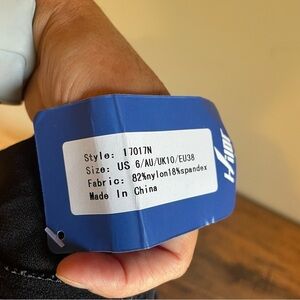 Style: 17017N
Size: US 6/AU/UK10/EU38
Fabric: 82%nylon18%spandex
Made In China